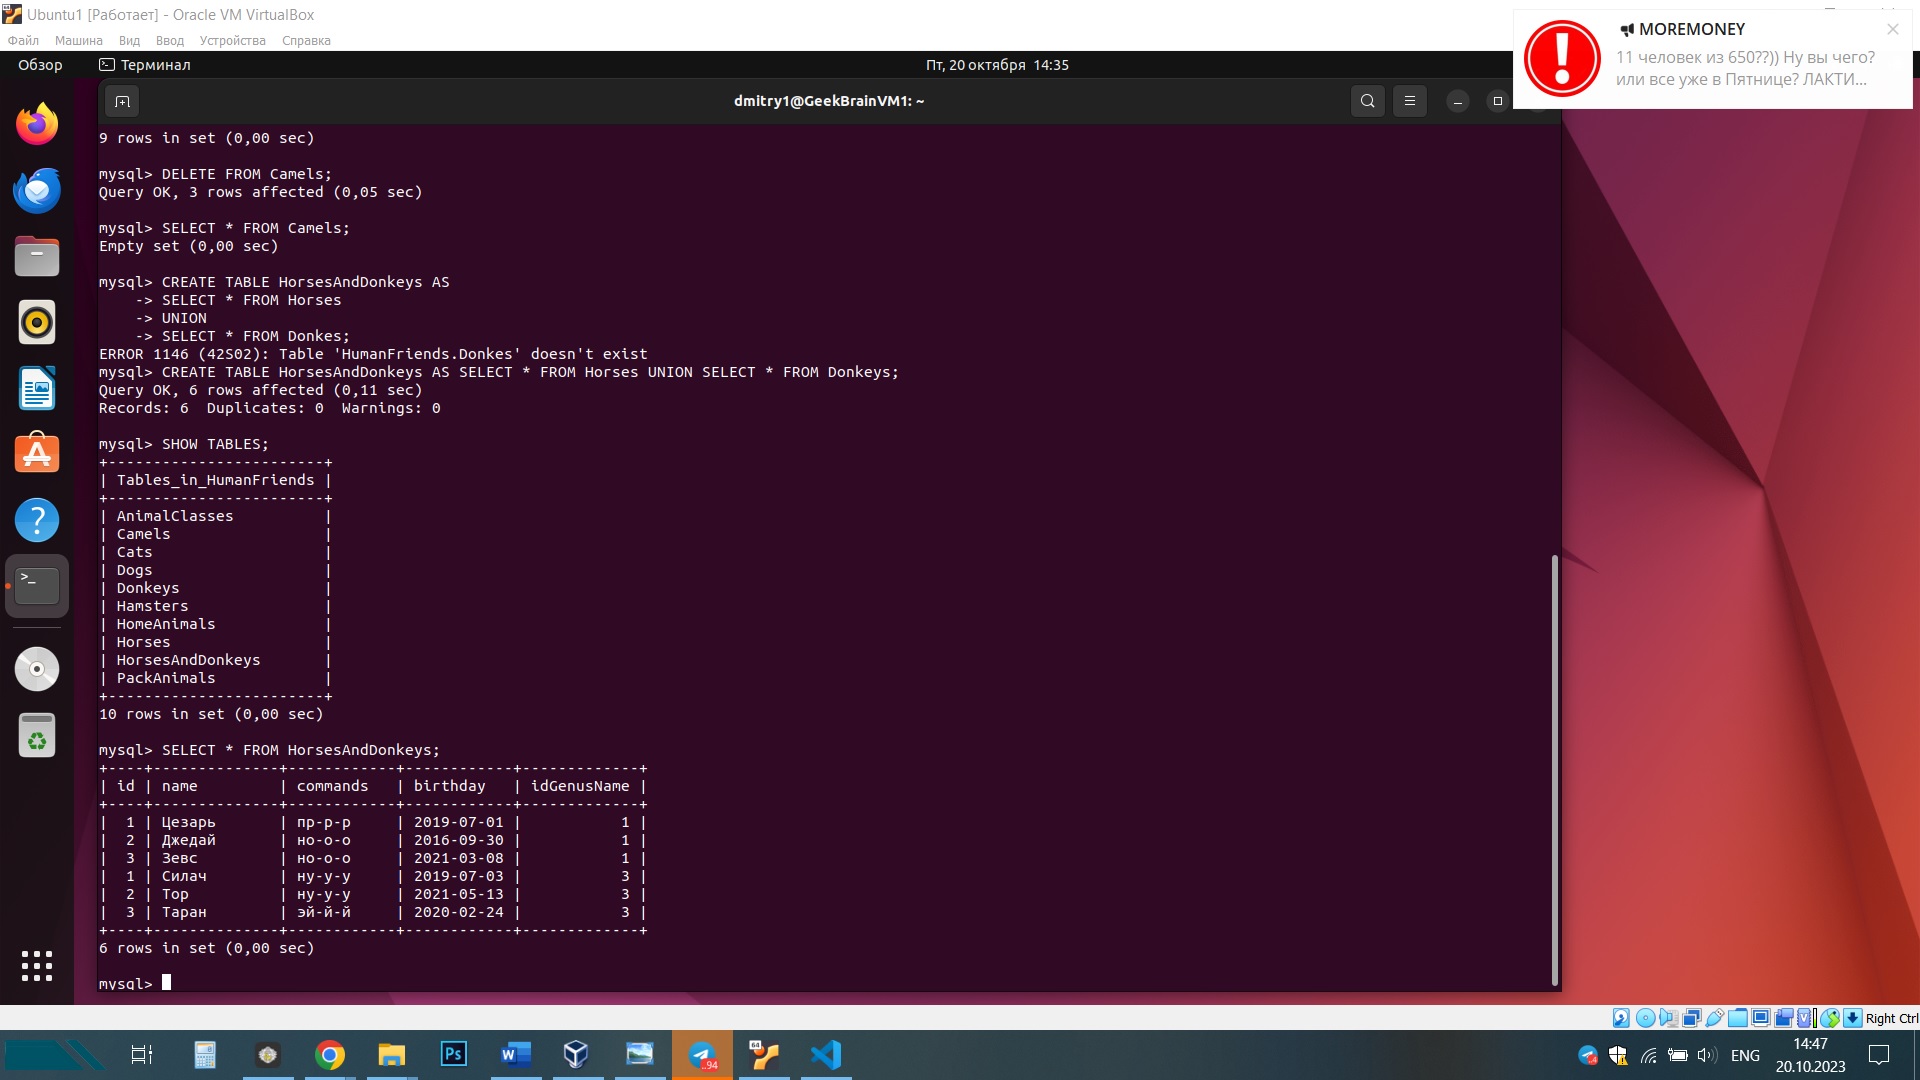 Ubuntu1 [Работает] - Oracle VM VirtualBox
Файл Машина Вид Ввод Устройства Справка
MOREMONEY
11 человек из 650??)) Ну вы чего?
или все уже в Пятнице? ЛАКТИ...
Обзор Терминал Пт, 20 октября 14:35
dmitry1@GeekBrainVM1: ~
9 rows in set (0,00 sec)
mysql> DELETE FROM Camels;
Query OK, 3 rows affected (0,05 sec)
mysql> SELECT * FROM Camels;
Empty set (0,00 sec)
mysql> CREATE TABLE HorsesAndDonkeys AS
    -> SELECT * FROM Horses
    -> UNION
    -> SELECT * FROM Donkes;
ERROR 1146 (42S02): Table 'HumanFriends.Donkes' doesn't exist
mysql> CREATE TABLE HorsesAndDonkeys AS SELECT * FROM Horses UNION SELECT * FROM Donkeys;
Query OK, 6 rows affected (0,11 sec)
Records: 6  Duplicates: 0  Warnings: 0
mysql> SHOW TABLES;
+------------------------+
| Tables_in_HumanFriends |
+------------------------+
| AnimalClasses          |
| Camels                 |
| Cats                   |
| Dogs                   |
| Donkeys                |
| Hamsters               |
| HomeAnimals            |
| Horses                 |
| HorsesAndDonkeys       |
| PackAnimals            |
+------------------------+
10 rows in set (0,00 sec)
mysql> SELECT * FROM HorsesAndDonkeys;
+----+--------------+------------+------------+-------------+
| id | name         | commands   | birthday   | idGenusName |
+----+--------------+------------+------------+-------------+
|  1 | Цезарь       | пр-р-р     | 2019-07-01 |           1 |
|  2 | Джедай       | но-о-о     | 2016-09-30 |           1 |
|  3 | Зевс         | но-о-о     | 2021-03-08 |           1 |
|  1 | Силач        | ну-у-у     | 2019-07-03 |           3 |
|  2 | Тор          | ну-у-у     | 2021-05-13 |           3 |
|  3 | Таран        | эй-й-й     | 2020-02-24 |           3 |
+----+--------------+------------+------------+-------------+
6 rows in set (0,00 sec)
mysql>
Right Ctrl
Ps
W
..94
64
ENG
14:47
20.10.2023